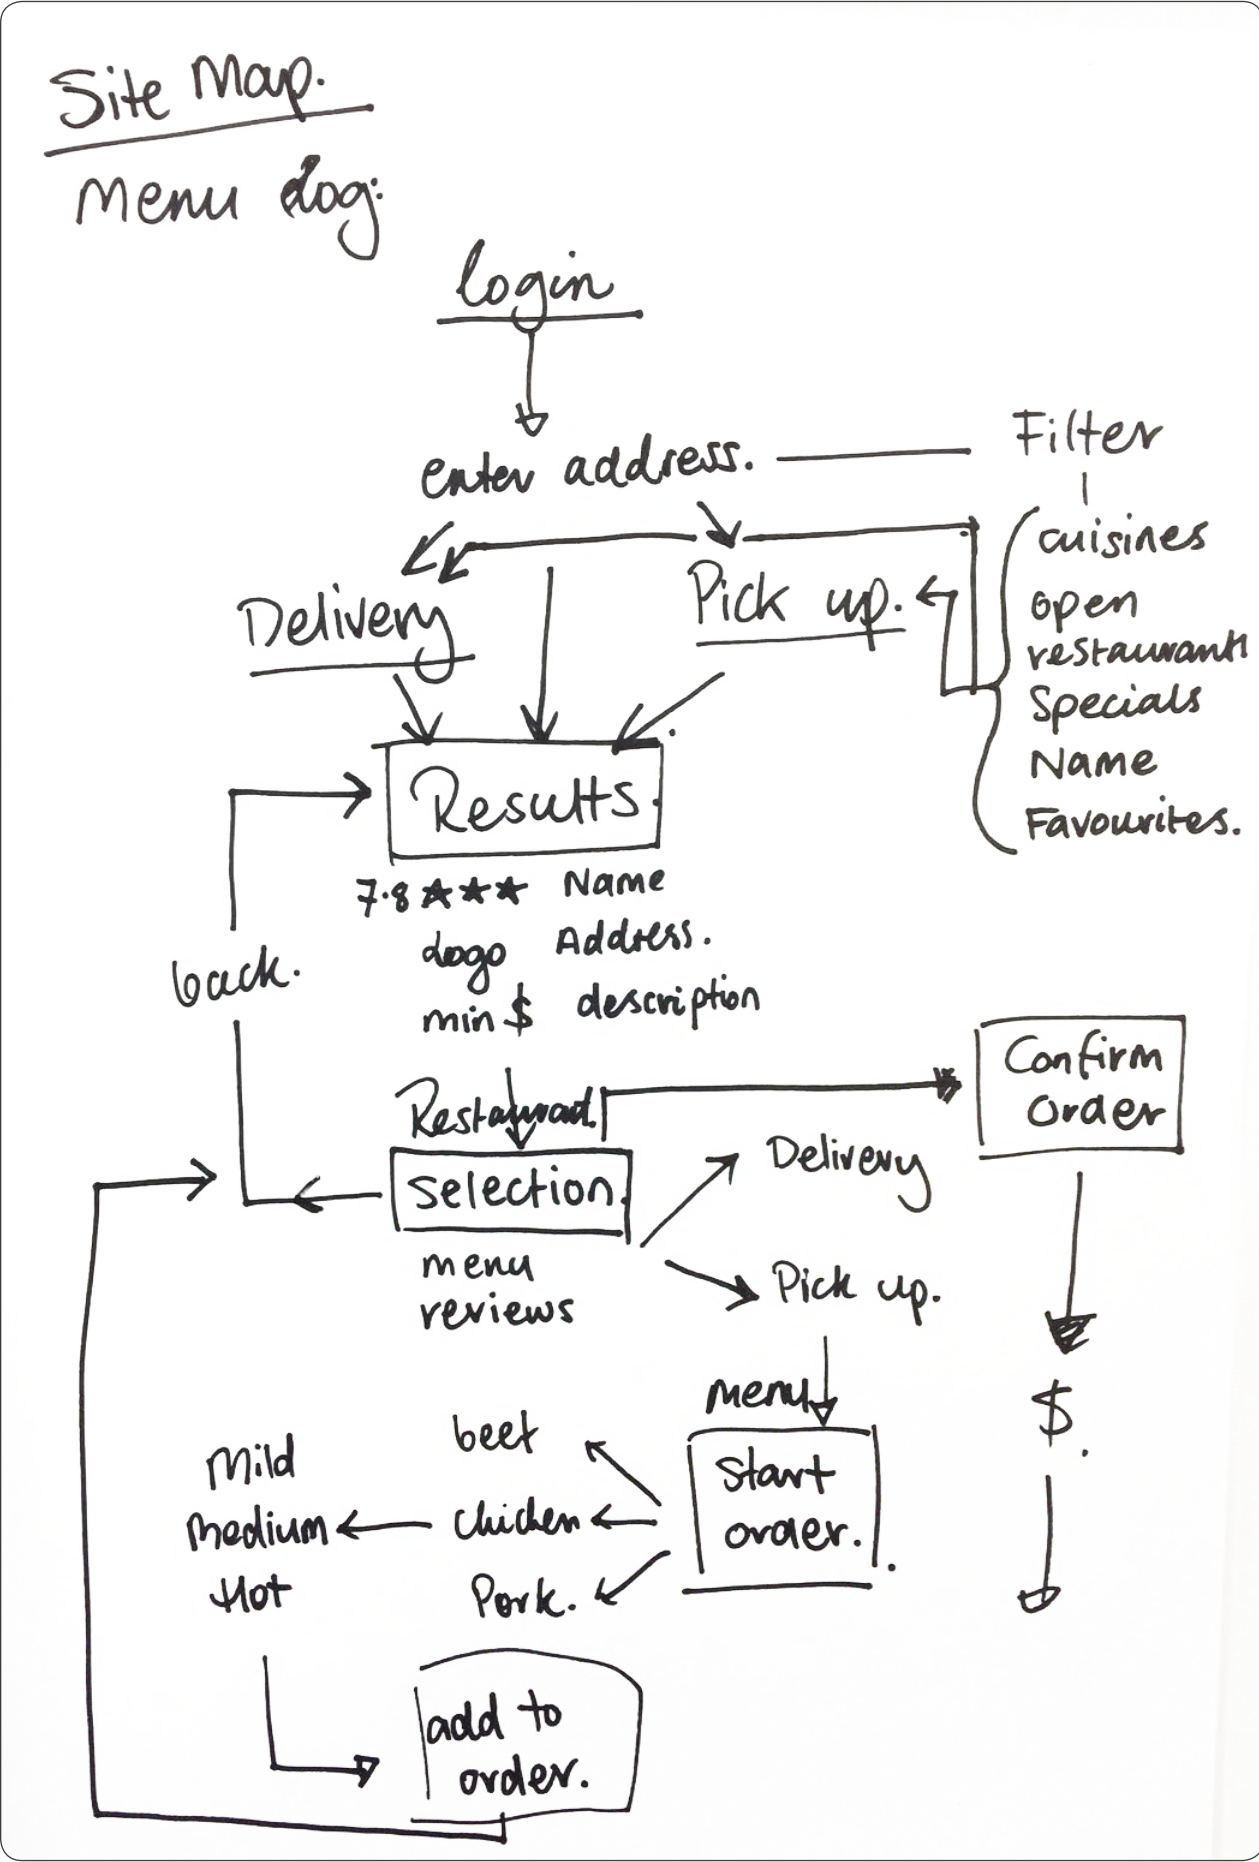 Site Map.
Menu Log:
login
enter address.
Filter
cuisines
open
restaurants
Specials
Name
Favourites.
Delivery
Pick up.
Results.
7.8 ★★★ Name
Logo Address.
min $ description
back.
Restaurant.
Selection.
menu
reviews
Confirm
Order
Delivery
Pick up.
$.
menu
Start
order.
beef
Chicken
Pork.
Mild
Medium
Hot
add to
order.